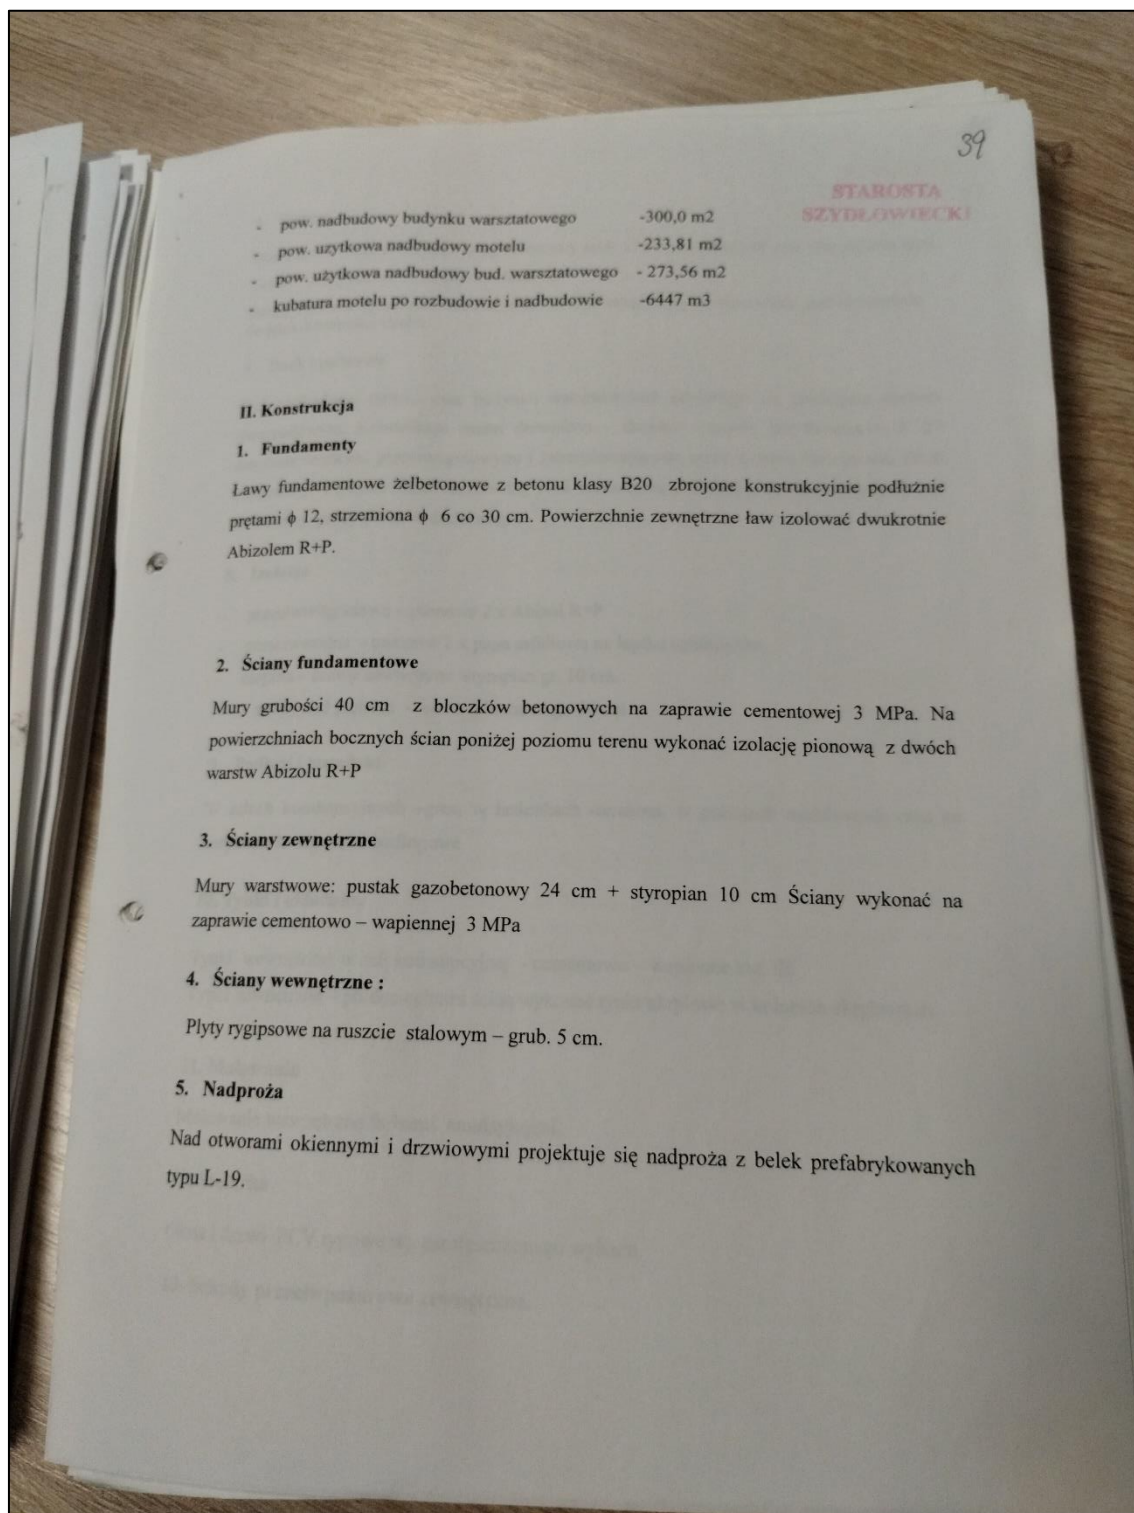 39
STAROSTA
SZYDŁOWIECKI
- pow. nadbudowy budynku warsztatowego -300,0 m2
- pow. uzytkowa nadbudowy motelu -233,81 m2
- pow. użytkowa nadbudowy bud. warsztatowego - 273,56 m2
- kubatura motelu po rozbudowie i nadbudowie -6447 m3
II. Konstrukcja
1. Fundamenty
Ławy fundamentowe żelbetonowe z betonu klasy B20 zbrojone konstrukcyjnie podłużnie
prętami ϕ 12, strzemiona ϕ 6 co 30 cm. Powierzchnie zewnętrzne ław izolować dwukrotnie
Abizolem R+P.
2. Ściany fundamentowe
Mury grubości 40 cm z bloczków betonowych na zaprawie cementowej 3 MPa. Na
powierzchniach bocznych ścian poniżej poziomu terenu wykonać izolację pionową z dwóch
warstw Abizolu R+P
3. Ściany zewnętrzne
Mury warstwowe: pustak gazobetonowy 24 cm + styropian 10 cm Ściany wykonać na
zaprawie cementowo – wapiennej 3 MPa
4. Ściany wewnętrzne :
Plyty rygipsowe na ruszcie stalowym – grub. 5 cm.
5. Nadproża
Nad otworami okiennymi i drzwiowymi projektuje się nadproża z belek prefabrykowanych
typu L-19.